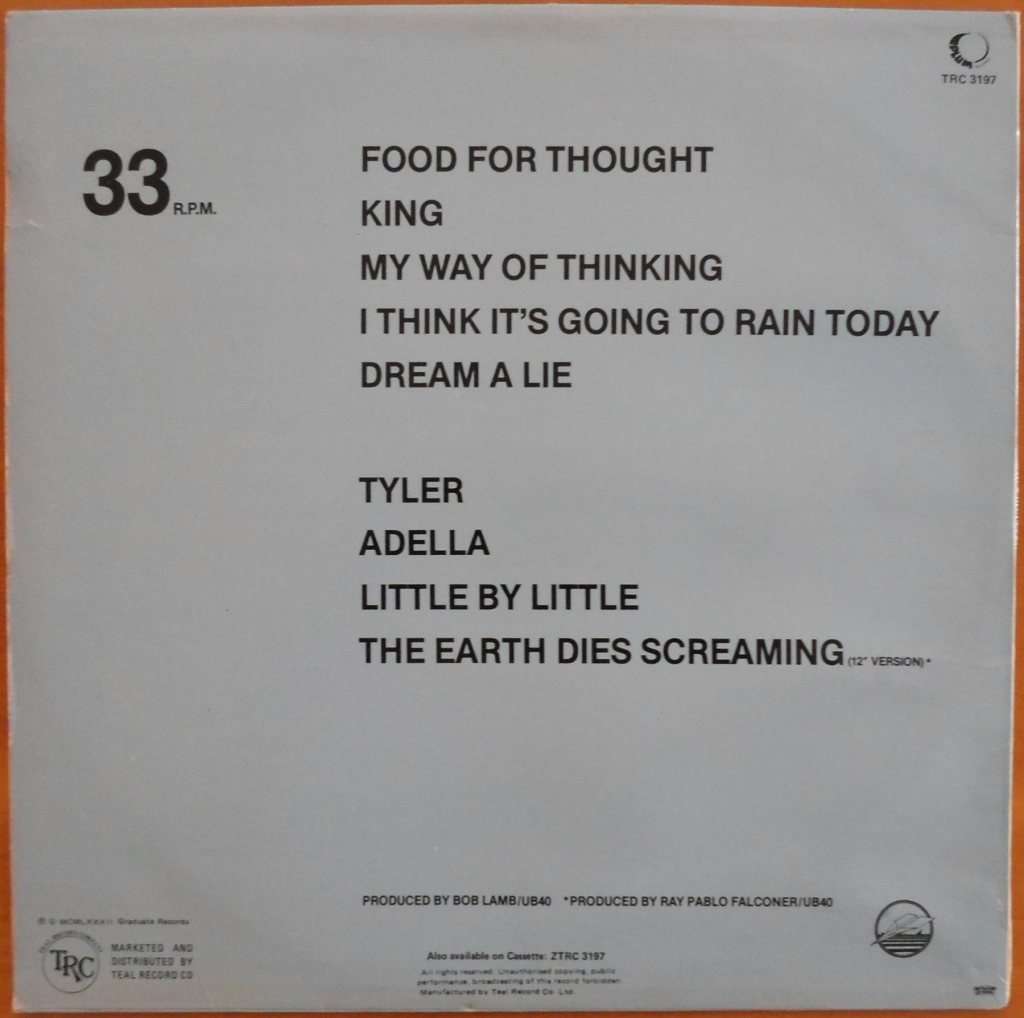 PLUM
TRC 3197
33 R.P.M.
FOOD FOR THOUGHT
KING
MY WAY OF THINKING
I THINK IT'S GOING TO RAIN TODAY
DREAM A LIE
TYLER
ADELLA
LITTLE BY LITTLE
THE EARTH DIES SCREAMING (12" VERSION)*
PRODUCED BY BOB LAMB/UB40 *PRODUCED BY RAY PABLO FALCONER/UB40
℗ © MCMLXXXII Graduate Records
TRC
MARKETED AND
DISTRIBUTED BY
TEAL RECORD CO
Also available on Cassette: ZTRC 3197
All rights reserved. Unauthorised copying, public
performance, broadcasting of this record forbidden.
Manufactured by Teal Record Co. Ltd.